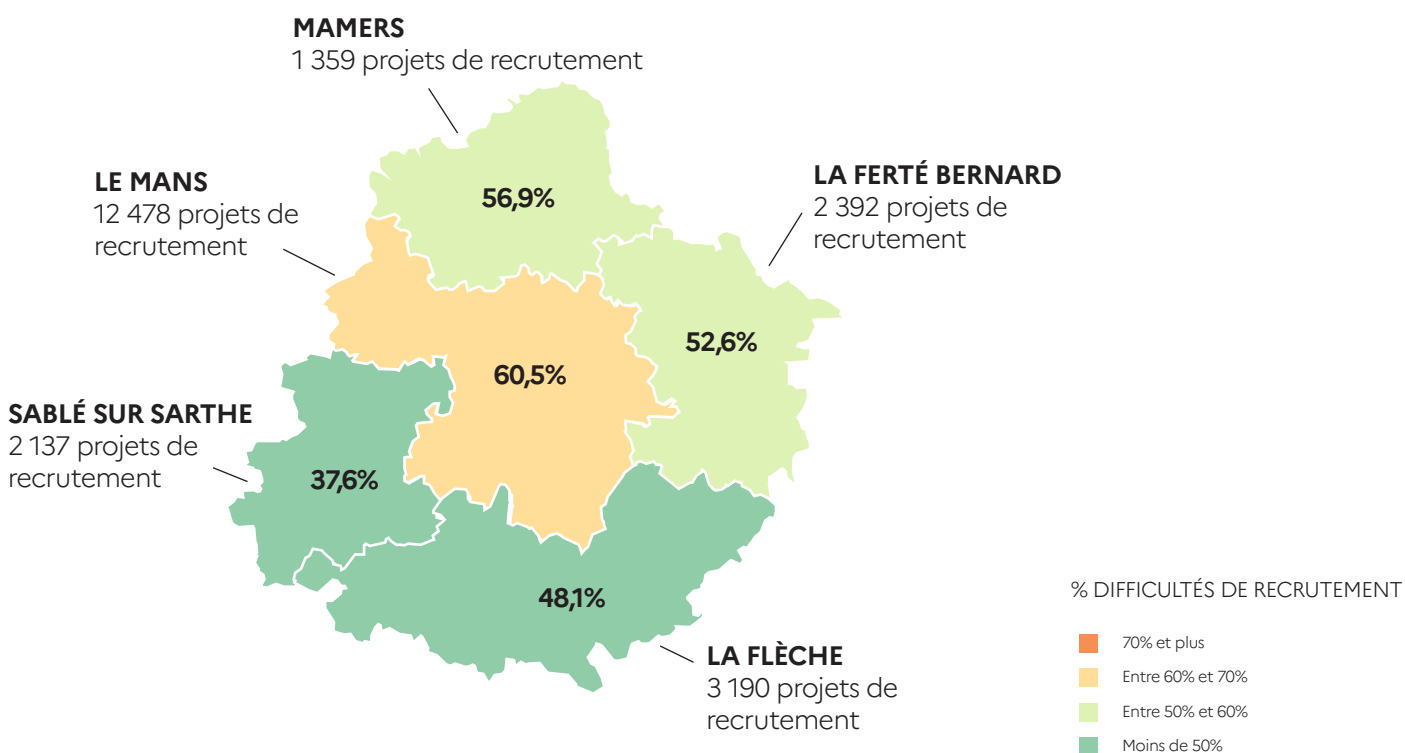 MAMERS
1 359 projets de recrutement
LE MANS
12 478 projets de
recrutement
LA FERTÉ BERNARD
2 392 projets de
recrutement
56,9%
52,6%
60,5%
SABLÉ SUR SARTHE
2 137 projets de
recrutement
37,6%
48,1%
LA FLÈCHE
3 190 projets de
recrutement
% DIFFICULTÉS DE RECRUTEMENT
70% et plus
Entre 60% et 70%
Entre 50% et 60%
Moins de 50%